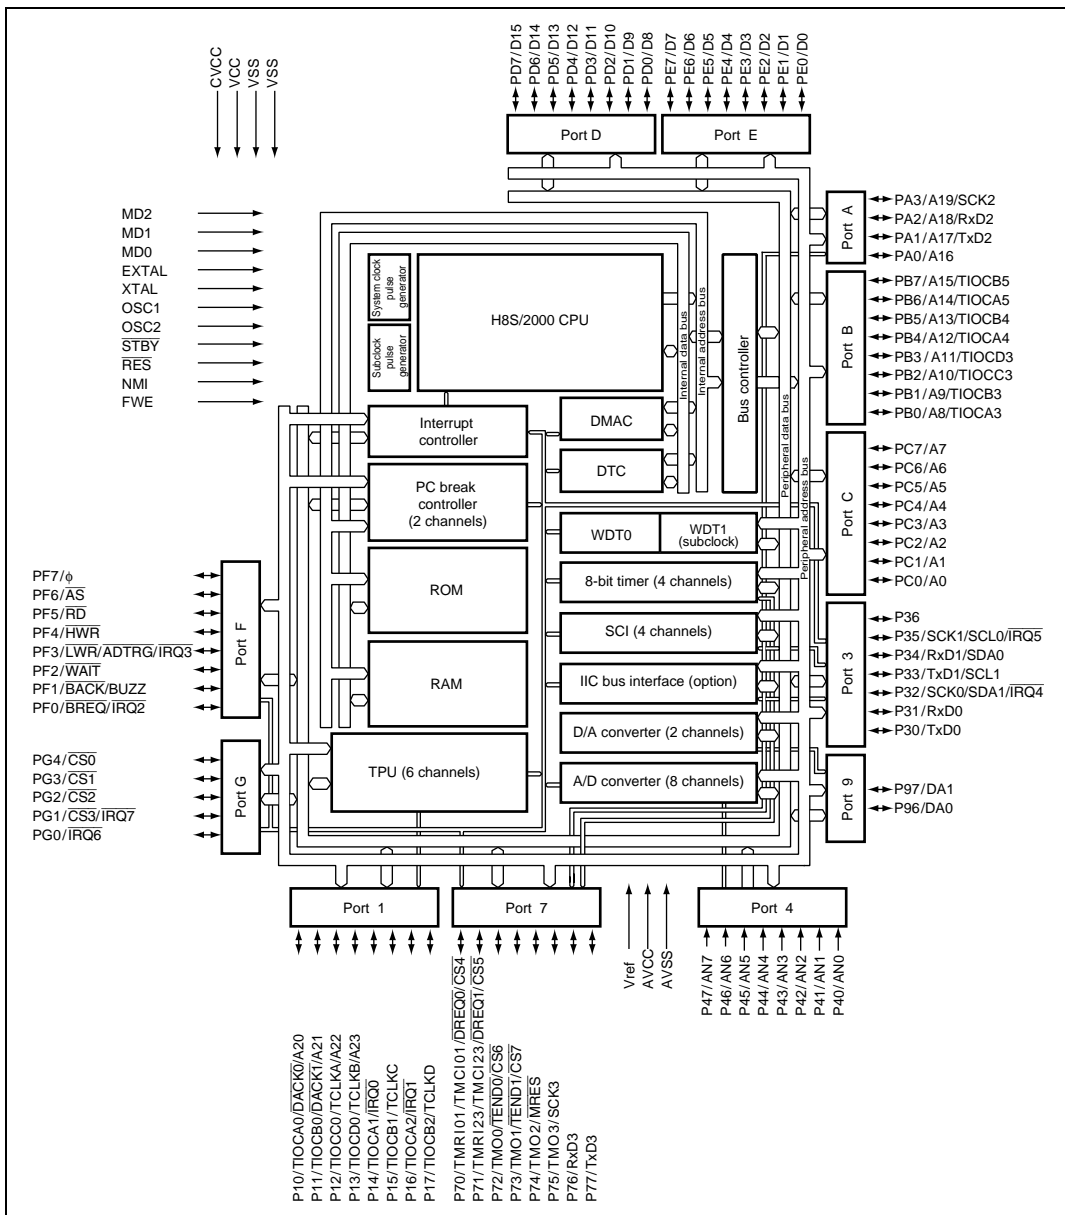 CVCC
VCC
VSS
VSS
PD7/D15
PD6/D14
PD5/D13
PD4/D12
PD3/D11
PD2/D10
PD1/D9
PD0/D8
PE7/D7
PE6/D6
PE5/D5
PE4/D4
PE3/D3
PE2/D2
PE1/D1
PE0/D0
Port D
Port E
MD2
MD1
MD0
EXTAL
XTAL
OSC1
OSC2
STBY
RES
NMI
FWE
System clock
pulse
generator
Subclock
pulse
generator
H8S/2000 CPU
Internal data bus
Internal address bus
Bus controller
Peripheral data bus
Peripheral address bus
Interrupt
controller
PC break
controller
(2 channels)
ROM
RAM
TPU (6 channels)
DMAC
DTC
WDT0
WDT1
(subclock)
8-bit timer (4 channels)
SCI (4 channels)
IIC bus interface (option)
D/A converter (2 channels)
A/D converter (8 channels)
Port A
PA3/A19/SCK2
PA2/A18/RxD2
PA1/A17/TxD2
PA0/A16
Port B
PB7/A15/TIOCB5
PB6/A14/TIOCA5
PB5/A13/TIOCB4
PB4/A12/TIOCA4
PB3/A11/TIOCD3
PB2/A10/TIOCC3
PB1/A9/TIOCB3
PB0/A8/TIOCA3
Port C
PC7/A7
PC6/A6
PC5/A5
PC4/A4
PC3/A3
PC2/A2
PC1/A1
PC0/A0
Port 3
P36
P35/SCK1/SCL0/IRQ5
P34/RxD1/SDA0
P33/TxD1/SCL1
P32/SCK0/SDA1/IRQ4
P31/RxD0
P30/TxD0
Port 9
P97/DA1
P96/DA0
PF7/ϕ
PF6/AS
PF5/RD
PF4/HWR
PF3/LWR/ADTRG/IRQ3
PF2/WAIT
PF1/BACK/BUZZ
PF0/BREQ/IRQ2
Port F
PG4/CS0
PG3/CS1
PG2/CS2
PG1/CS3/IRQ7
PG0/IRQ6
Port G
Port 1
Port 7
Port 4
P10/TIOCA0/DACK0/A20
P11/TIOCB0/DACK1/A21
P12/TIOCC0/TCLKA/A22
P13/TIOCD0/TCLKB/A23
P14/TIOCA1/IRQ0
P15/TIOCB1/TCLKC
P16/TIOCA2/IRQ1
P17/TIOCB2/TCLKD
P70/TMRI01/TMCI01/DREQ0/CS4
P71/TMRI23/TMCI23/DREQ1/CS5
P72/TMO0/TEND0/CS6
P73/TMO1/TEND1/CS7
P74/TMO2/MRES
P75/TMO3/SCK3
P76/RxD3
P77/TxD3
Vref
AVCC
AVSS
P47/AN7
P46/AN6
P45/AN5
P44/AN4
P43/AN3
P42/AN2
P41/AN1
P40/AN0